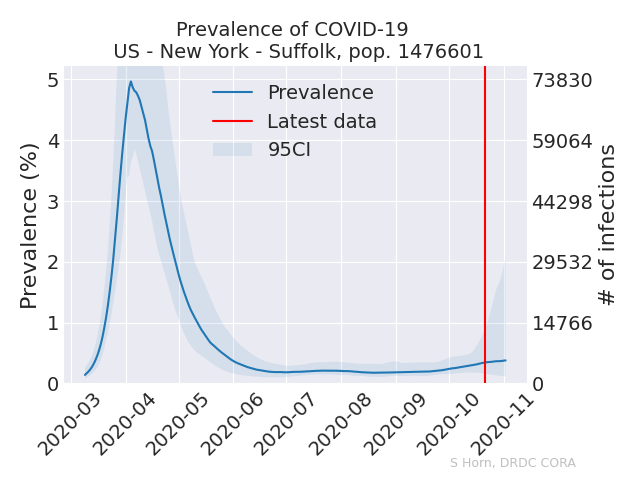 Prevalence of COVID-19
US - New York - Suffolk, pop. 1476601
Prevalence
Latest data
95CI
Prevalence (%)
5
4
3
2
1
0
# of infections
73830
59064
44298
29532
14766
0
2020-03
2020-04
2020-05
2020-06
2020-07
2020-08
2020-09
2020-10
2020-11
S Horn, DRDC CORA